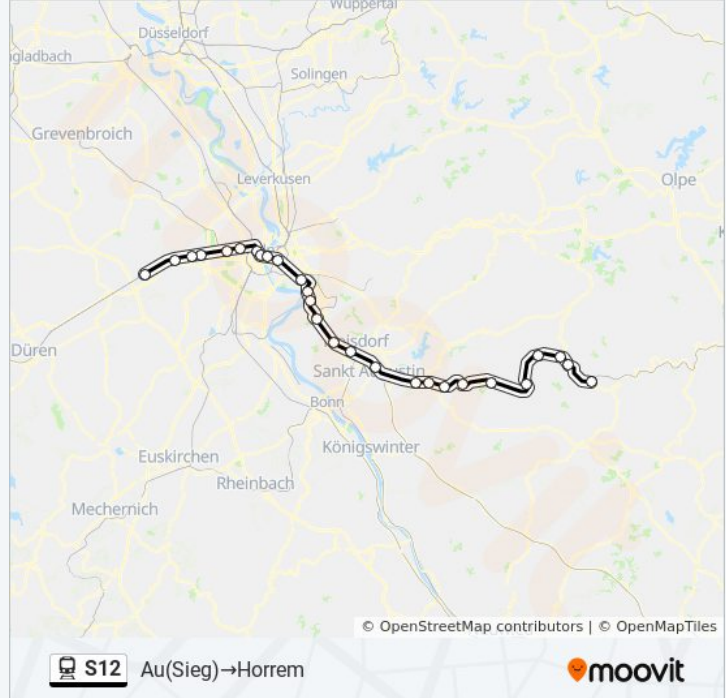 Wuppertal
Düsseldorf
gladbach
Solingen
Grevenbroich
Leverkusen
Olpe
Düren
isdorf
Sankt Augustin
Bonn
Königswinter
Euskirchen
Rheinbach
Mechernich
© OpenStreetMap contributors | © OpenMapTiles
S12 Au(Sieg)→Horrem
moovit